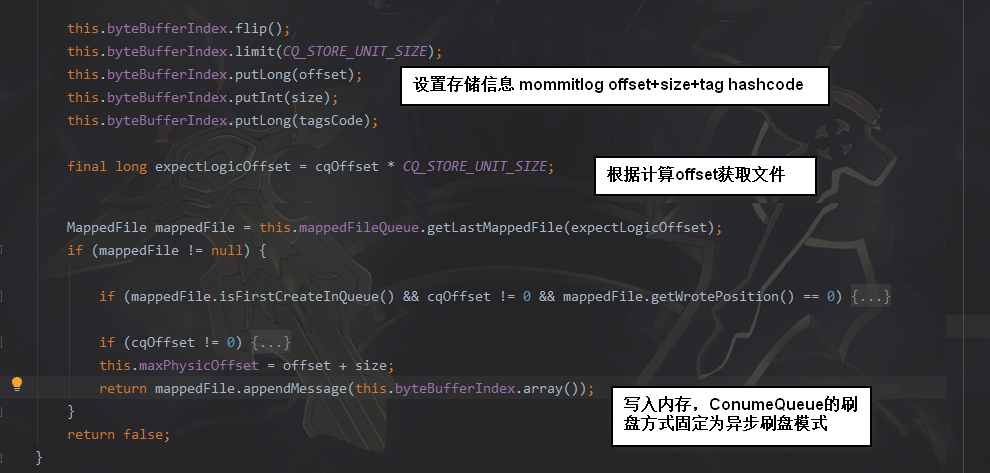 this.byteBufferIndex.flip();
this.byteBufferIndex.limit(CQ_STORE_UNIT_SIZE);
this.byteBufferIndex.putLong(offset);
this.byteBufferIndex.putInt(size);
this.byteBufferIndex.putLong(tagsCode);
设置存储信息 mommitlog offset+size+tag hashcode
final long expectLogicOffset = cqOffset * CQ_STORE_UNIT_SIZE;
根据计算offset获取文件
MappedFile mappedFile = this.mappedFileQueue.getLastMappedFile(expectLogicOffset);
if (mappedFile != null) {
if (mappedFile.isFirstCreateInQueue() && cqOffset != 0 && mappedFile.getWrotePosition() == 0) {...}
if (cqOffset != 0) {...}
this.maxPhysicOffset = offset + size;
return mappedFile.appendMessage(this.byteBufferIndex.array());
写入内存，ConumeQueue的刷
盘方式固定为异步刷盘模式
}
return false;
}